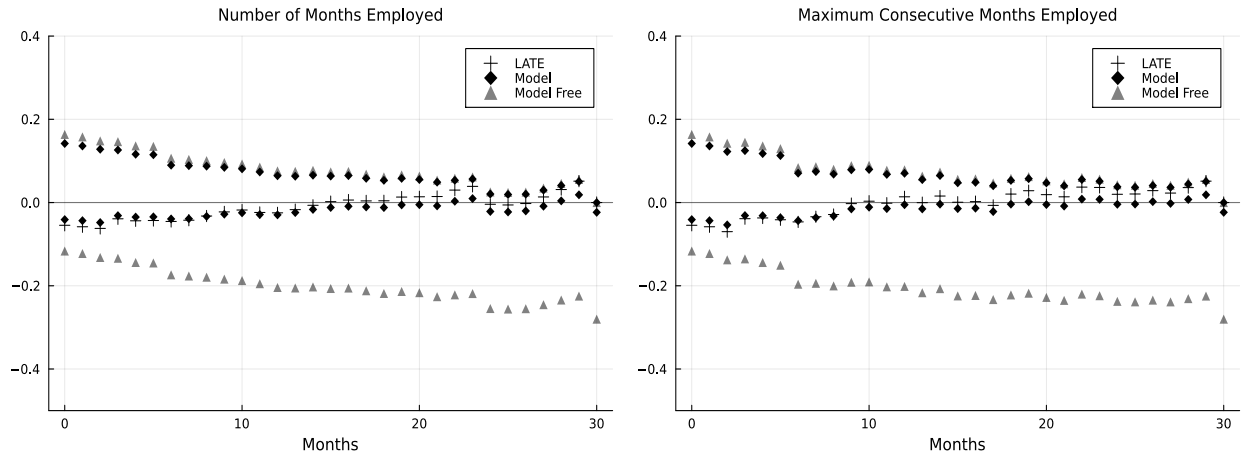 Number of Months Employed
0.4
0.2
0.0
−0.2
−0.4
LATE
Model
Model Free
0
10
20
30
Months
Maximum Consecutive Months Employed
0.4
0.2
0.0
−0.2
−0.4
LATE
Model
Model Free
0
10
20
30
Months